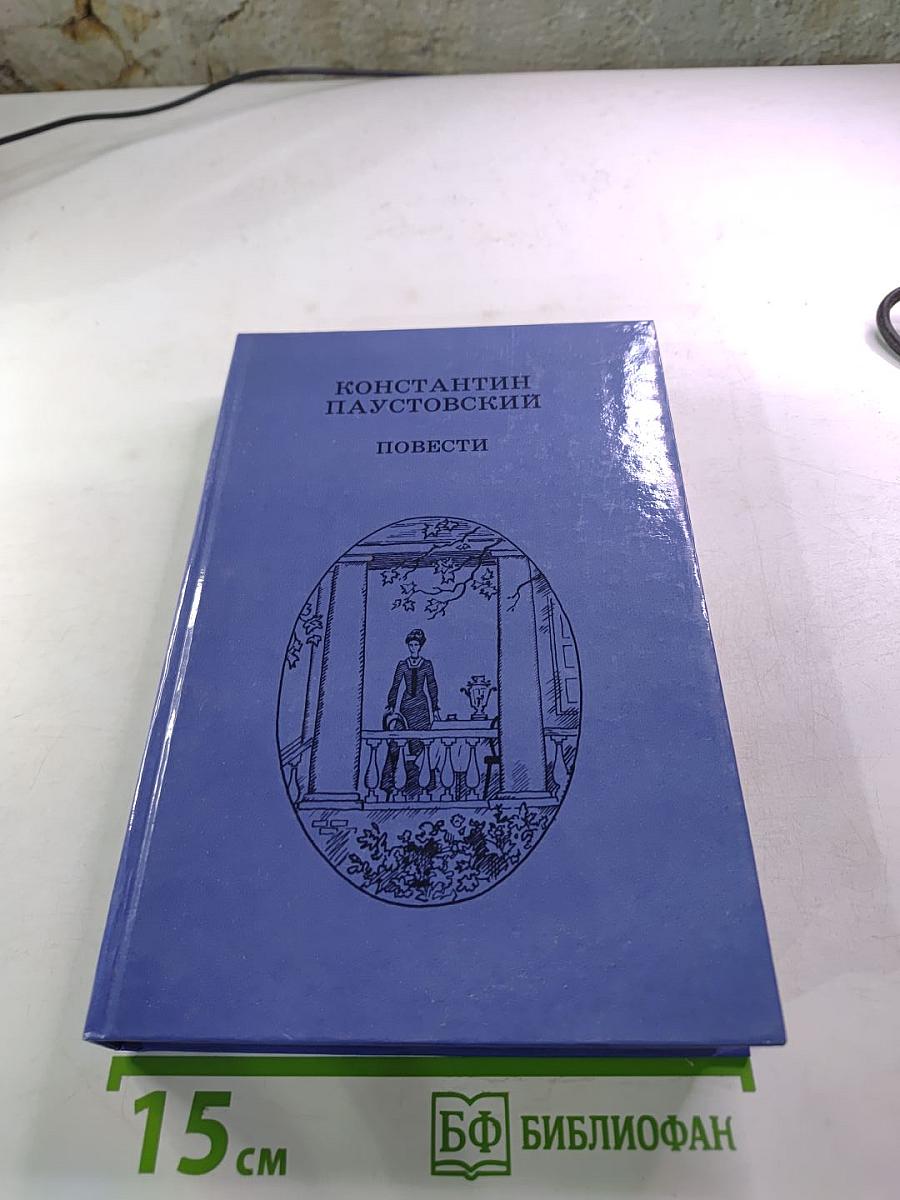 КОНСТАНТИН
ПАУСТОВСКИЙ
ПОВЕСТИ
15 см
БФ БИБЛИОФАН